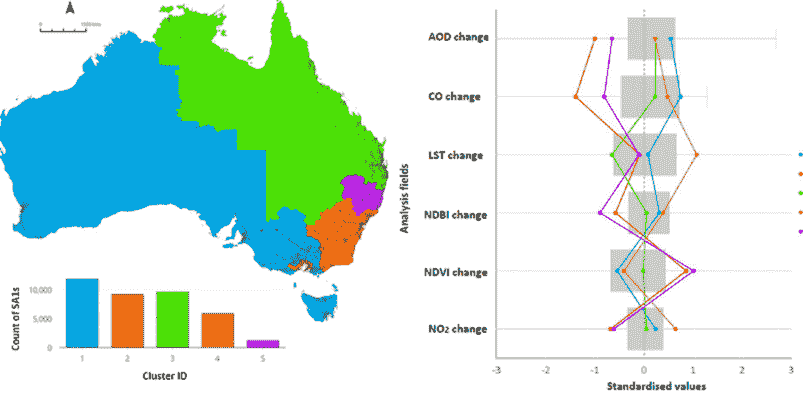 10,000
5,000
0
Count of SA1s
1
2
3
4
5
Cluster ID
Analysis fields
AOD change
CO change
LST change
NDBI change
NDVI change
NO2 change
-3
-2
-1
0
1
2
3
Standardised values